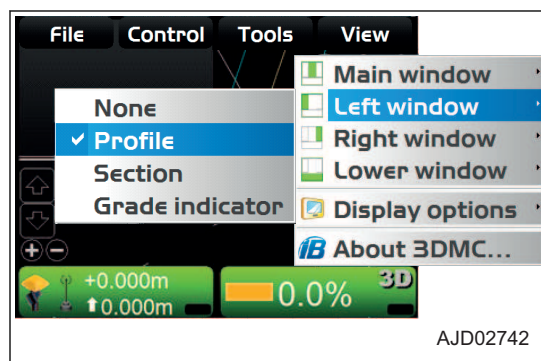 File Control Tools View
Main window
Left window
Right window
Lower window
Display options
iB About 3DMC...
None
Profile
Section
Grade indicator
+0.000m
0.000m
0.0%
3D
AJD02742